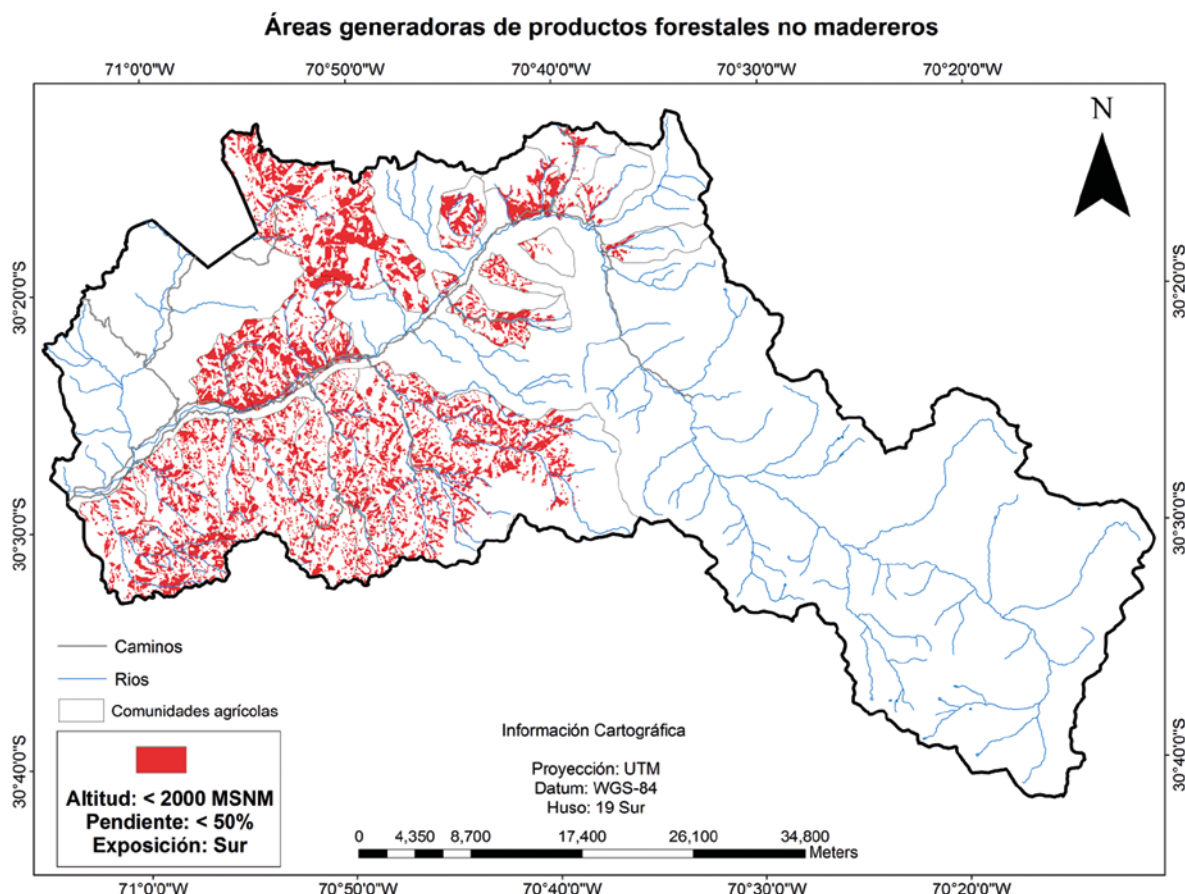 Áreas generadoras de productos forestales no madereros
71°0'0"W 70°50'0"W 70°40'0"W 70°30'0"W 70°20'0"W
N
30°20'0"S 30°20'0"S
30°30'0"S 30°30'0"S
30°40'0"S 30°40'0"S
Caminos
Rios
Comunidades agrícolas
Altitud: < 2000 MSNM
Pendiente: < 50%
Exposición: Sur
Información Cartográfica
Proyección: UTM
Datum: WGS-84
Huso: 19 Sur
0 4,350 8,700 17,400 26,100 34,800
Meters
71°0'0"W 70°50'0"W 70°40'0"W 70°30'0"W 70°20'0"W